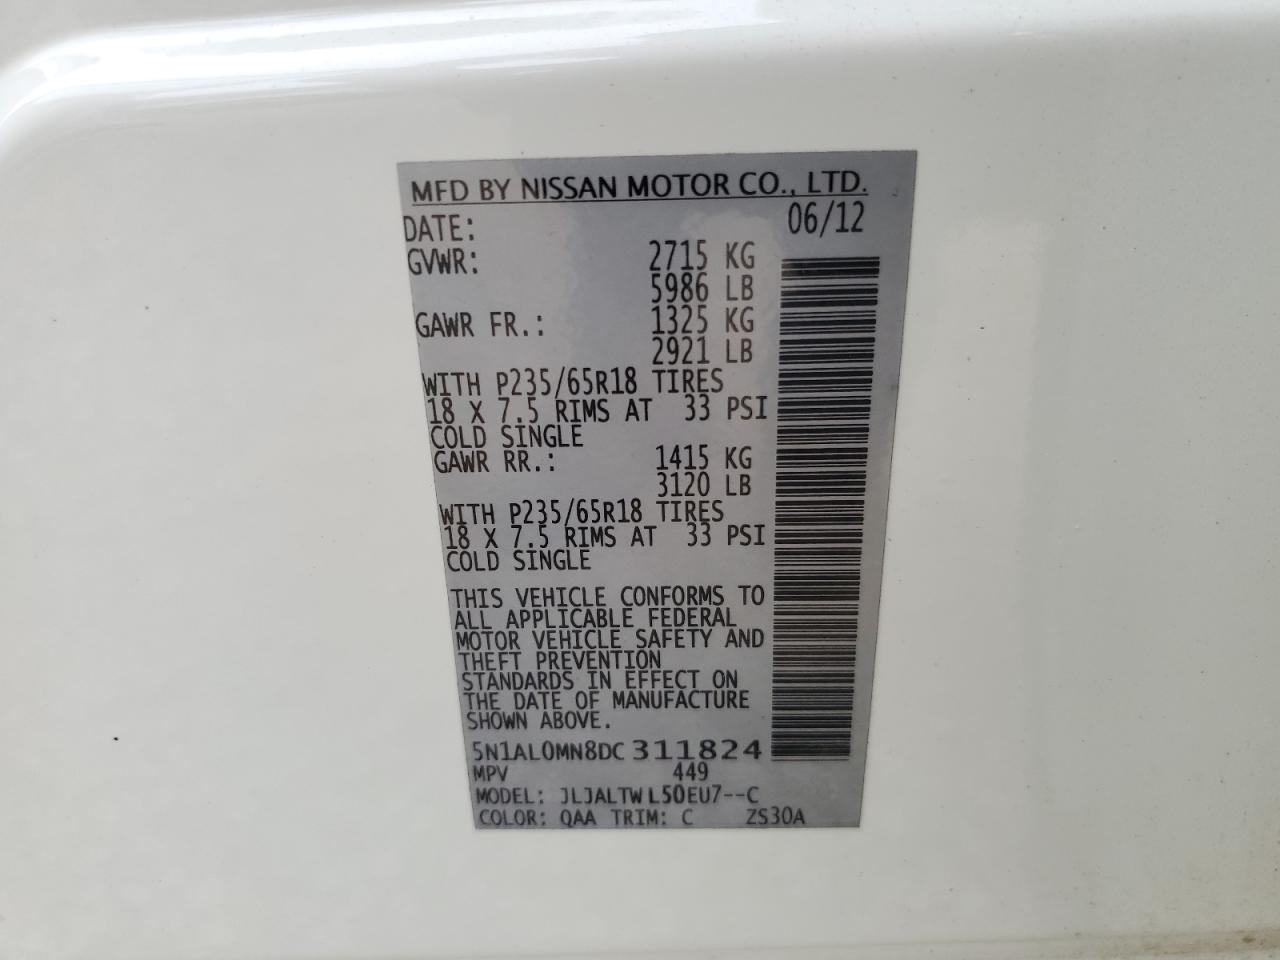 MFD BY NISSAN MOTOR CO., LTD.
DATE: 06/12
GVWR: 2715 KG
5986 LB
GAWR FR.: 1325 KG
2921 LB
WITH P235/65R18 TIRES
18 X 7.5 RIMS AT 33 PSI
COLD SINGLE
GAWR RR.: 1415 KG
3120 LB
WITH P235/65R18 TIRES
18 X 7.5 RIMS AT 33 PSI
COLD SINGLE
THIS VEHICLE CONFORMS TO
ALL APPLICABLE FEDERAL
MOTOR VEHICLE SAFETY AND
THEFT PREVENTION
STANDARDS IN EFFECT ON
THE DATE OF MANUFACTURE
SHOWN ABOVE.
5N1AL0MN8DC 311824
MPV 449
MODEL: JLJALTWL50EU7--C
COLOR: QAA TRIM: C ZS30A